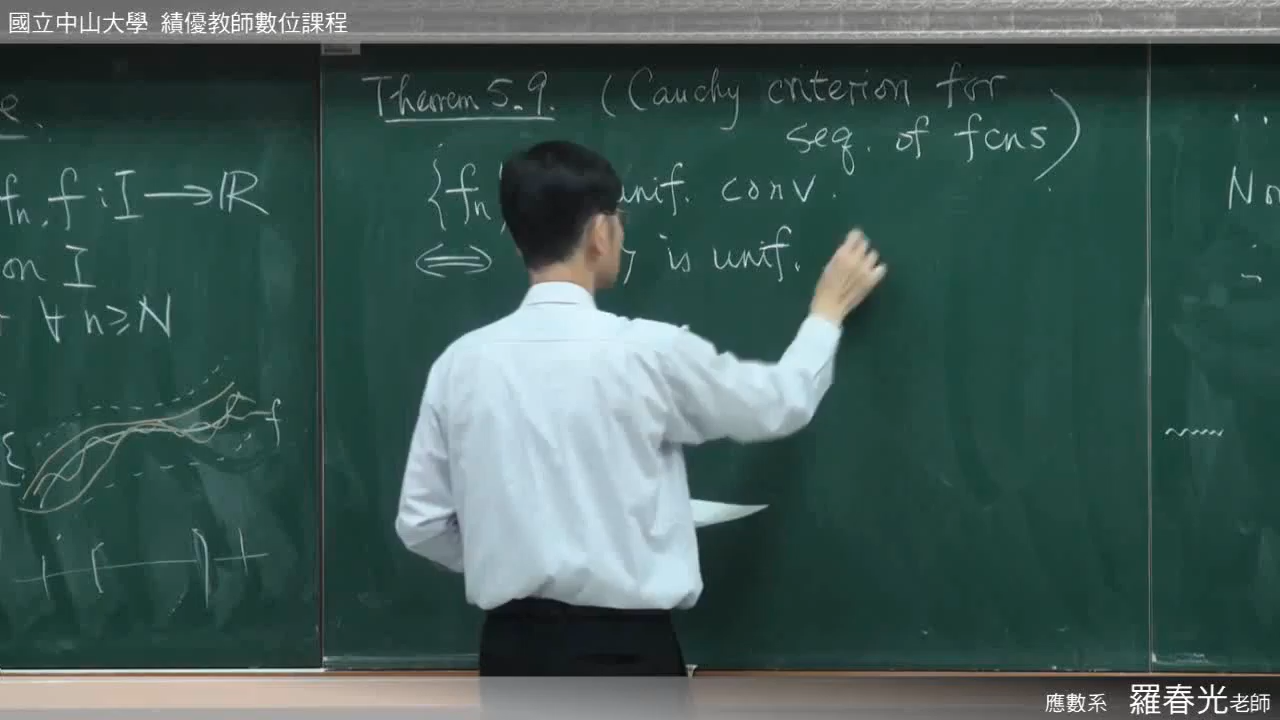 國立中山大學 績優教師數位課程
fₙ, f : I ⟶ ℝ
on I
∀ n ≥ N
f
Theorem 5.9. (Cauchy criterion for
seq. of fcns)
{fₙ unif. conv.
⟺ is unif.
應數系 羅春光老師